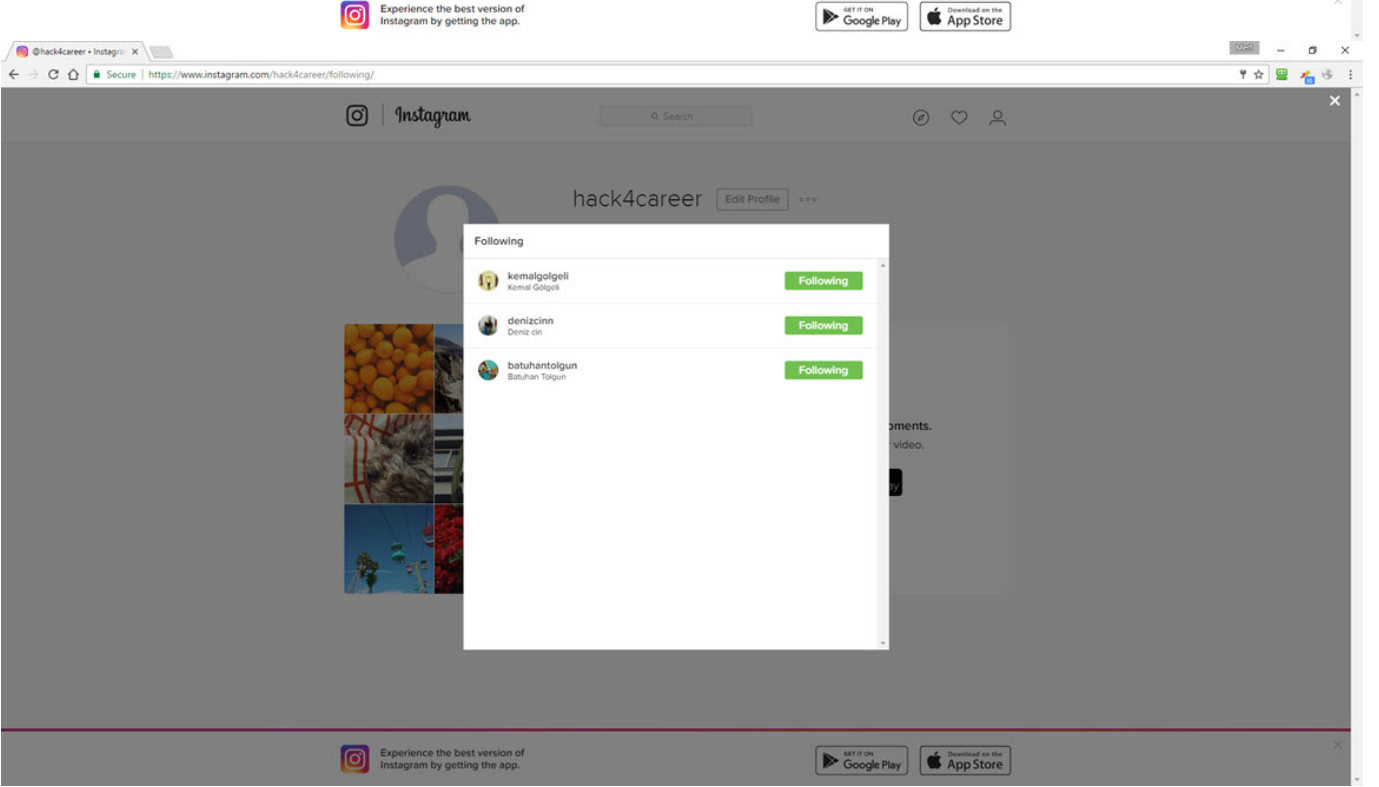 Experience the best version of
Instagram by getting the app.
GET IT ON
Google Play
Download on the
App Store
@hack4career • Instagra
Mert
Secure
https://www.instagram.com/hack4career/following/
Instagram
Search
hack4career
Edit Profile
Following
kemalgolgeli
Kemal Gölgeli
Following
denizcinn
Deniz cin
Following
batuhantolgun
Batuhan Tolgun
Following
video.
Experience the best version of
Instagram by getting the app.
GET IT ON
Google Play
Download on the
App Store